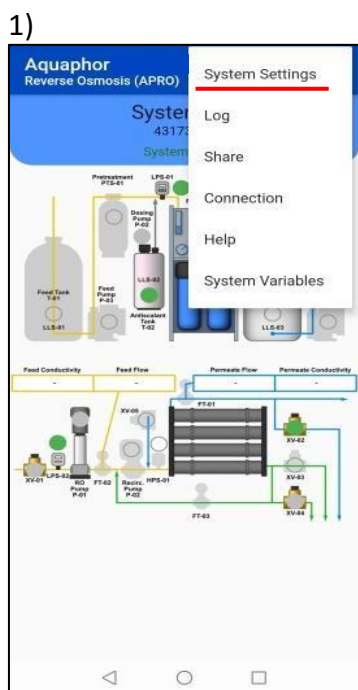 1)
Aquaphor
Reverse Osmosis (APRO)
System Settings
Log
Share
Connection
Help
System Variables
Syste
4317
System
Pretreatment
PTS-01
LPS-01
Dosing
Pump
P-02
Feed Tank
T-01
LLS-01
Feed
Pump
P-03
LLS-02
Antiscalant
Tank
T-02
LLS-03
Feed Conductivity
Feed Flow
Permeate Flow
Permeate Conductivity
-
-
-
-
FT-01
XV-05
XV-02
XV-01
LPS-02
RO
Pump
P-01
FT-02
Recirc.
Pump
P-02
HPS-01
XV-03
FT-03
XV-04